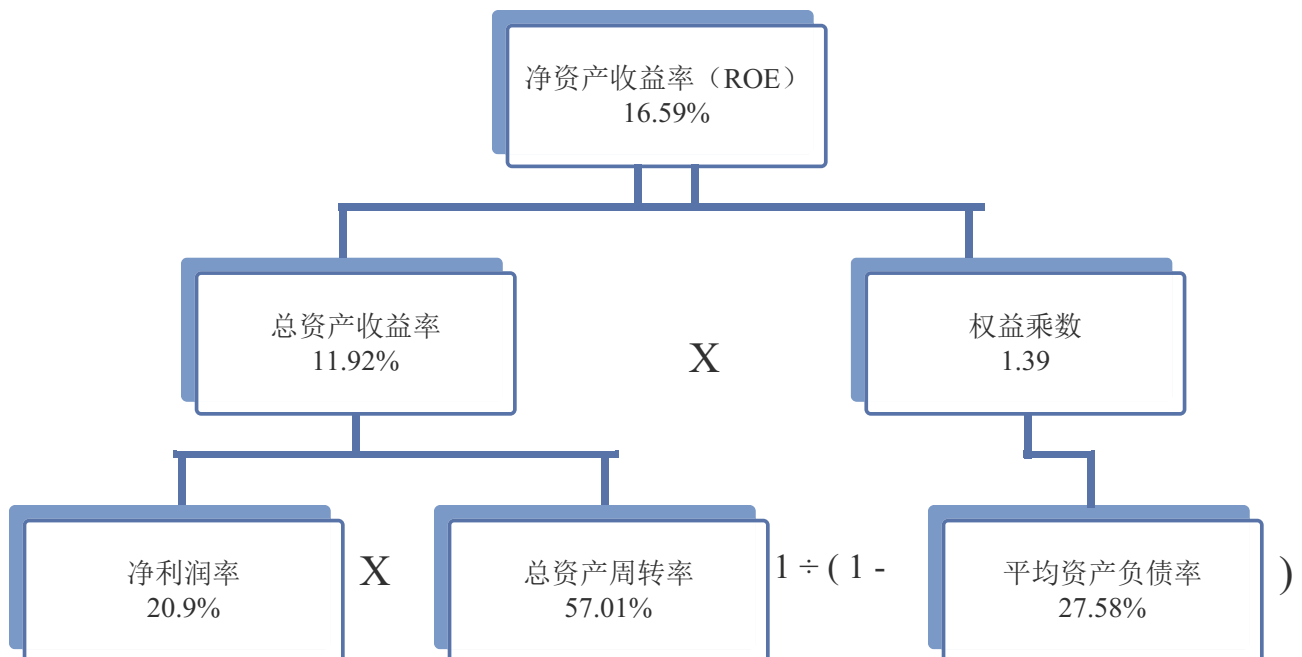 净资产收益率（ROE）
16.59%
总资产收益率
11.92%
X
权益乘数
1.39
净利润率
20.9%
X
总资产周转率
57.01%
1 ÷ ( 1 -
平均资产负债率
27.58%
)